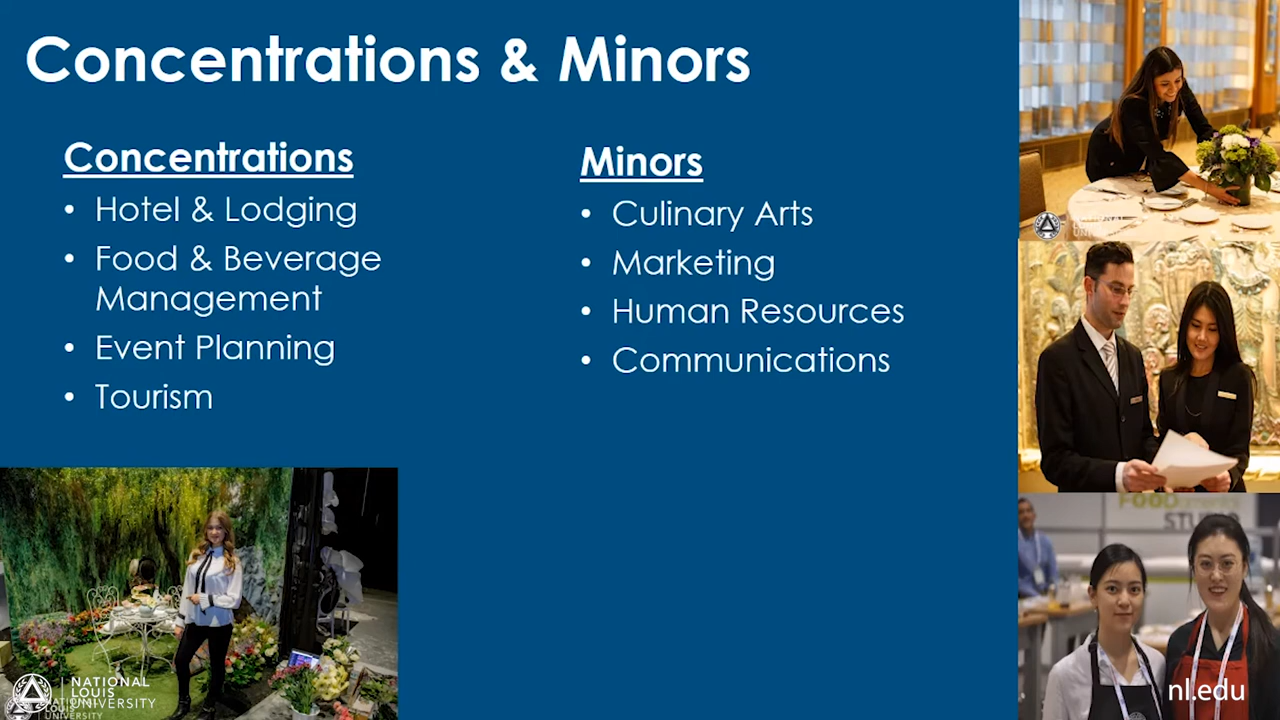 Concentrations & Minors
Concentrations
• Hotel & Lodging
• Food & Beverage
Management
• Event Planning
• Tourism
Minors
• Culinary Arts
• Marketing
• Human Resources
• Communications
NATIONAL
LOUIS
UNIVERSITY
FOOD
nl.edu